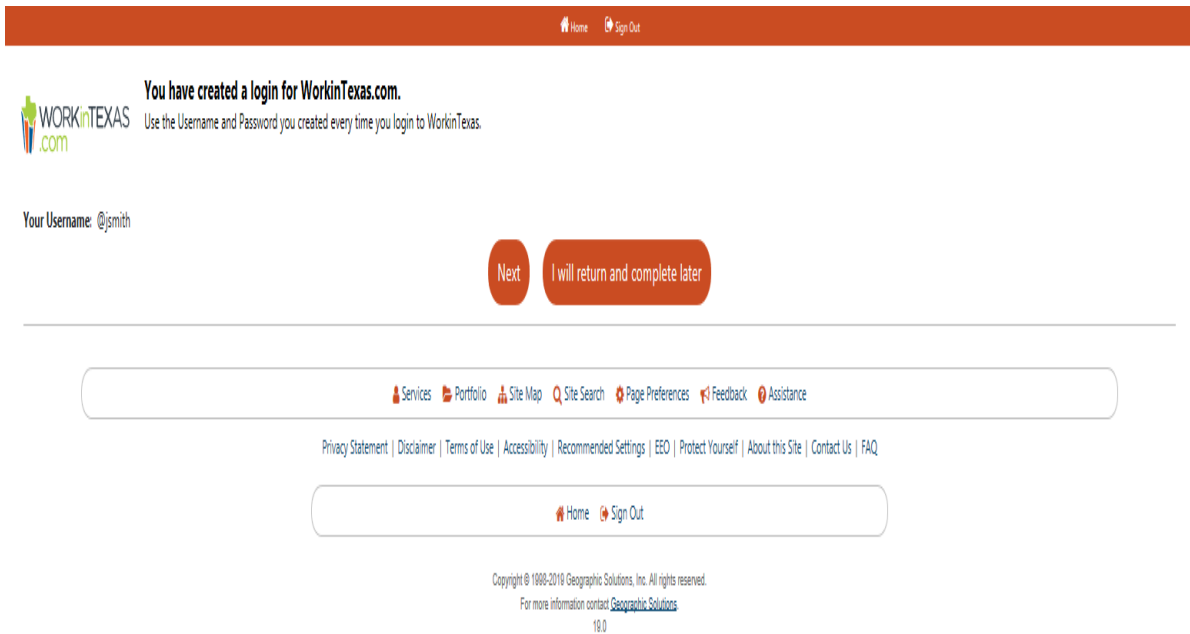 Home Sign Out
You have created a login for WorkinTexas.com.
WORKinTEXAS
.com
Use the Username and Password you created every time you login to WorkinTexas.
Your Username: @jsmith
Next I will return and complete later
Services Portfolio Site Map Site Search Page Preferences Feedback Assistance
Privacy Statement | Disclaimer | Terms of Use | Accessibility | Recommended Settings | EEO | Protect Yourself | About this Site | Contact Us | FAQ
Home Sign Out
Copyright © 1998-2019 Geographic Solutions, Inc. All rights reserved.
For more information contact Geographic Solutions.
19.0